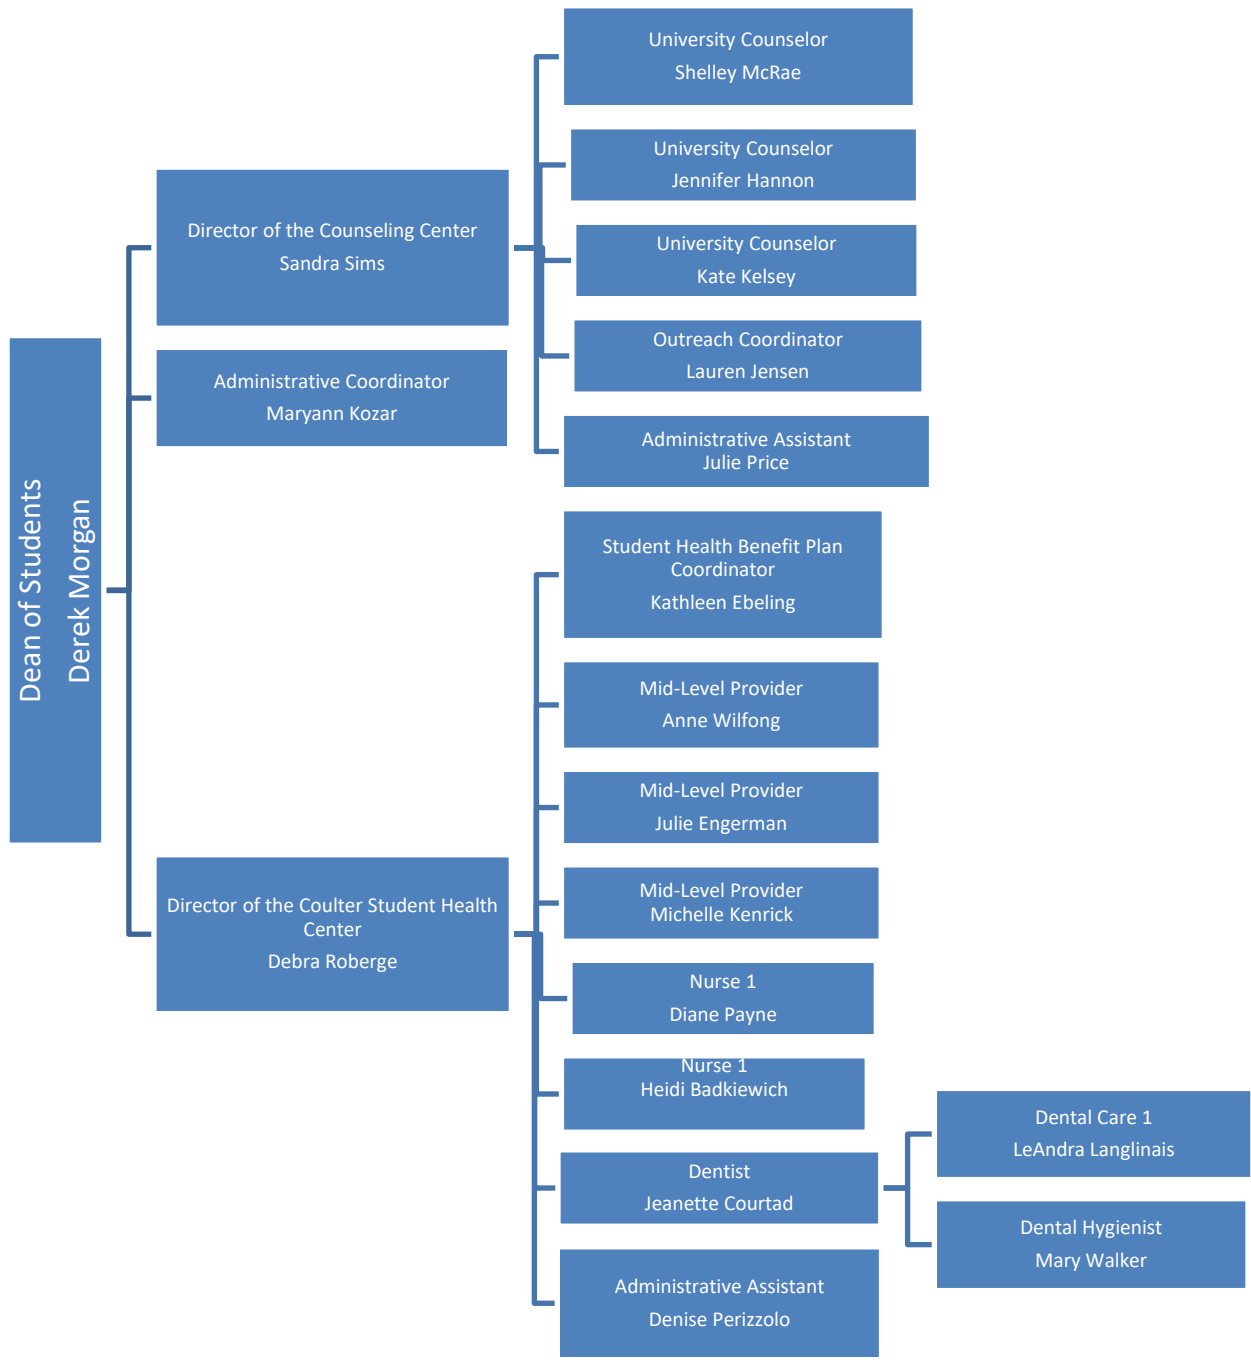 Dean of Students
Derek Morgan
Director of the Counseling Center
Sandra Sims
University Counselor
Shelley McRae
University Counselor
Jennifer Hannon
University Counselor
Kate Kelsey
Outreach Coordinator
Lauren Jensen
Administrative Assistant
Julie Price
Administrative Coordinator
Maryann Kozar
Director of the Coulter Student Health
Center
Debra Roberge
Student Health Benefit Plan
Coordinator
Kathleen Ebeling
Mid-Level Provider
Anne Wilfong
Mid-Level Provider
Julie Engerman
Mid-Level Provider
Michelle Kenrick
Nurse 1
Diane Payne
Nurse 1
Heidi Badkiewich
Dentist
Jeanette Courtad
Dental Care 1
LeAndra Langlinais
Dental Hygienist
Mary Walker
Administrative Assistant
Denise Perizzolo